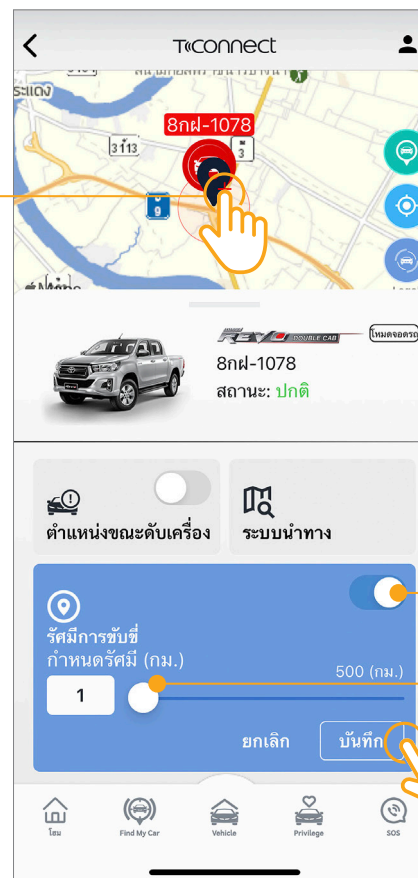 T-CONNECT
8กฝ-1078
3113
3
9
REVO DOUBLE CAB
โหมดจอดรถ
8กฝ-1078
สถานะ: ปกติ
ตำแหน่งขณะดับเครื่อง
ระบบนำทาง
รัศมีการขับขี่
กำหนดรัศมี (กม.)
500 (กม.)
1
ยกเลิก
บันทึก
โฮม
Find My Car
Vehicle
Privilege
SOS